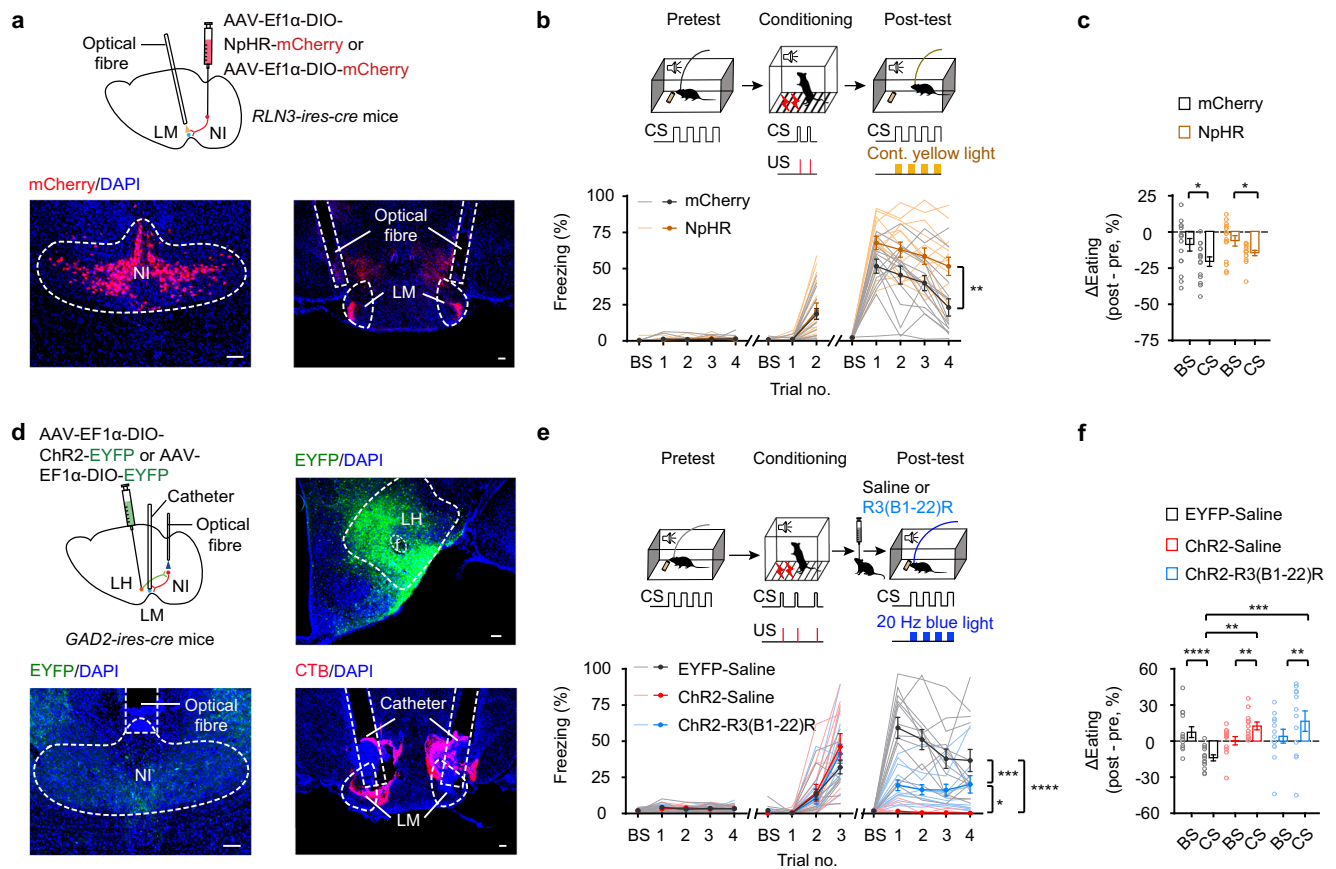 a
Optical
fibre
AAV-Ef1α-DIO-
NpHR-mCherry or
AAV-Ef1α-DIO-mCherry
LM
NI
RLN3-ires-cre mice
mCherry/DAPI
NI
Optical
fibre
LM
b
Pretest
Conditioning
Post-test
CS
CS
CS
US
Cont. yellow light
Freezing (%)
100
75
50
25
0
mCherry
NpHR
**
BS 1 2 3 4
BS 1 2
BS 1 2 3 4
Trial no.
c
mCherry
NpHR
ΔEating
(post - pre, %)
25
0
-25
-50
-75
*
*
BS
CS
BS
CS
d
AAV-EF1α-DIO-
ChR2-EYFP or AAV-
EF1α-DIO-EYFP
Catheter
Optical
fibre
LH
NI
LM
GAD2-ires-cre mice
EYFP/DAPI
LH
f.
EYFP/DAPI
Optical
fibre
NI
CTB/DAPI
Catheter
LM
e
Pretest
Conditioning
Post-test
Saline or
R3(B1-22)R
CS
CS
CS
US
20 Hz blue light
Freezing (%)
100
75
50
25
0
EYFP-Saline
ChR2-Saline
ChR2-R3(B1-22)R
***
*
****
BS 1 2 3 4
BS 1 2 3
BS 1 2 3 4
Trial no.
f
EYFP-Saline
ChR2-Saline
ChR2-R3(B1-22)R
***
**
**** ** **
ΔEating
(post - pre, %)
60
30
0
-30
-60
BS
CS
BS
CS
BS
CS